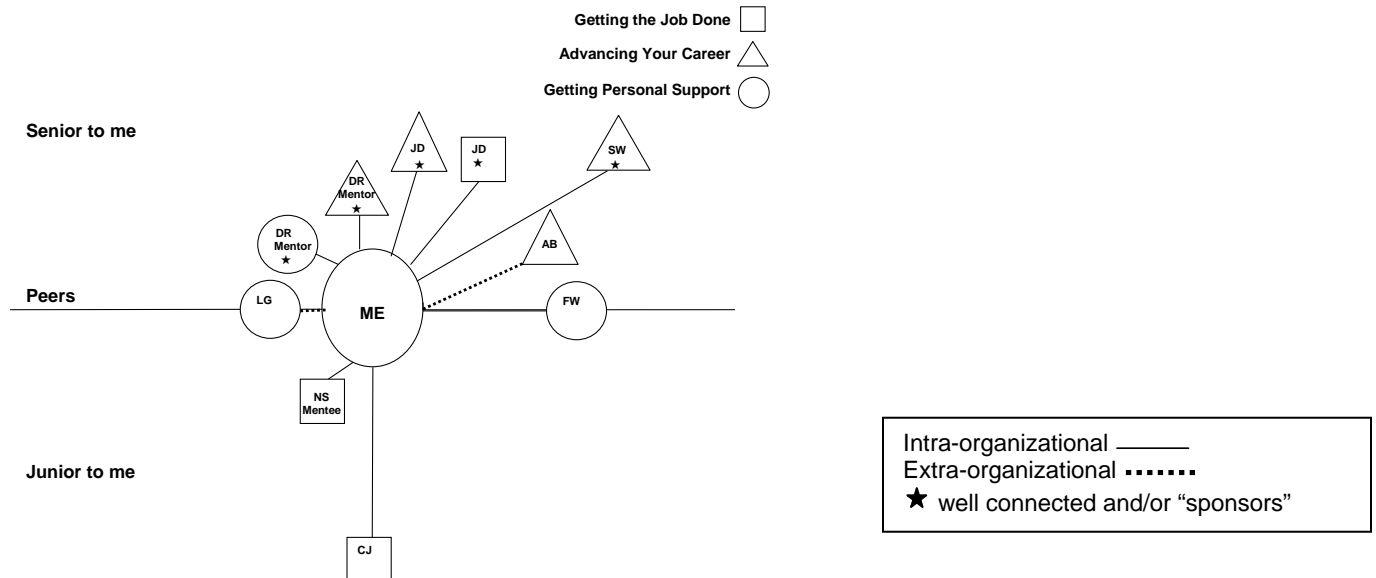 Getting the Job Done
Advancing Your Career
Getting Personal Support
Senior to me
JD
★
JD
★
SW
★
DR
Mentor
★
DR
Mentor
★
AB
Peers
LG
ME
FW
NS
Mentee
Junior to me
CJ
Intra-organizational
Extra-organizational
★ well connected and/or “sponsors”